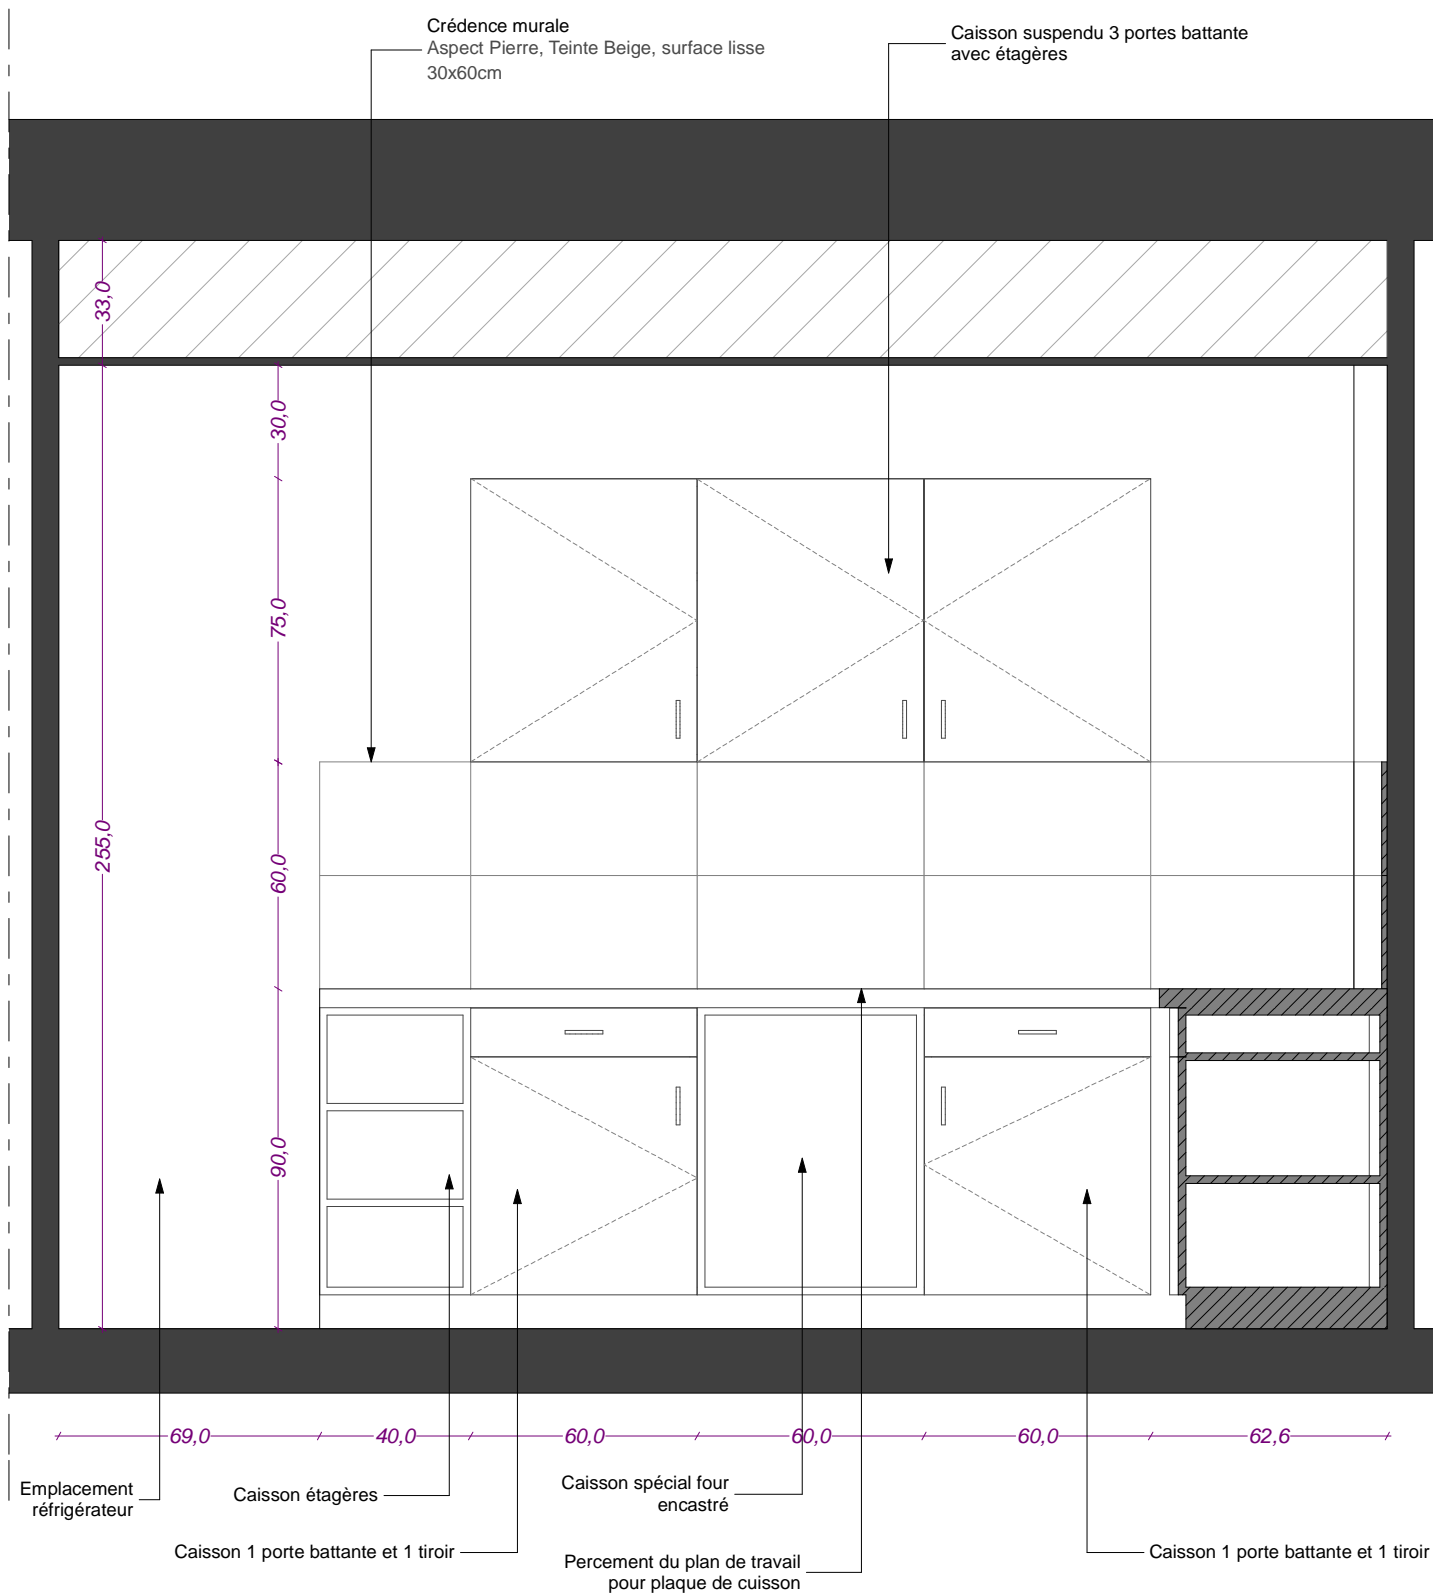 Crédence murale
Aspect Pierre, Teinte Beige, surface lisse
30x60cm
Caisson suspendu 3 portes battante
avec étagères
33,0
30,0
75,0
255,0
60,0
90,0
69,0
40,0
60,0
60,0
60,0
62,6
Emplacement
réfrigérateur
Caisson étagères
Caisson spécial four
encastré
Caisson 1 porte battante et 1 tiroir
Percement du plan de travail
pour plaque de cuisson
Caisson 1 porte battante et 1 tiroir